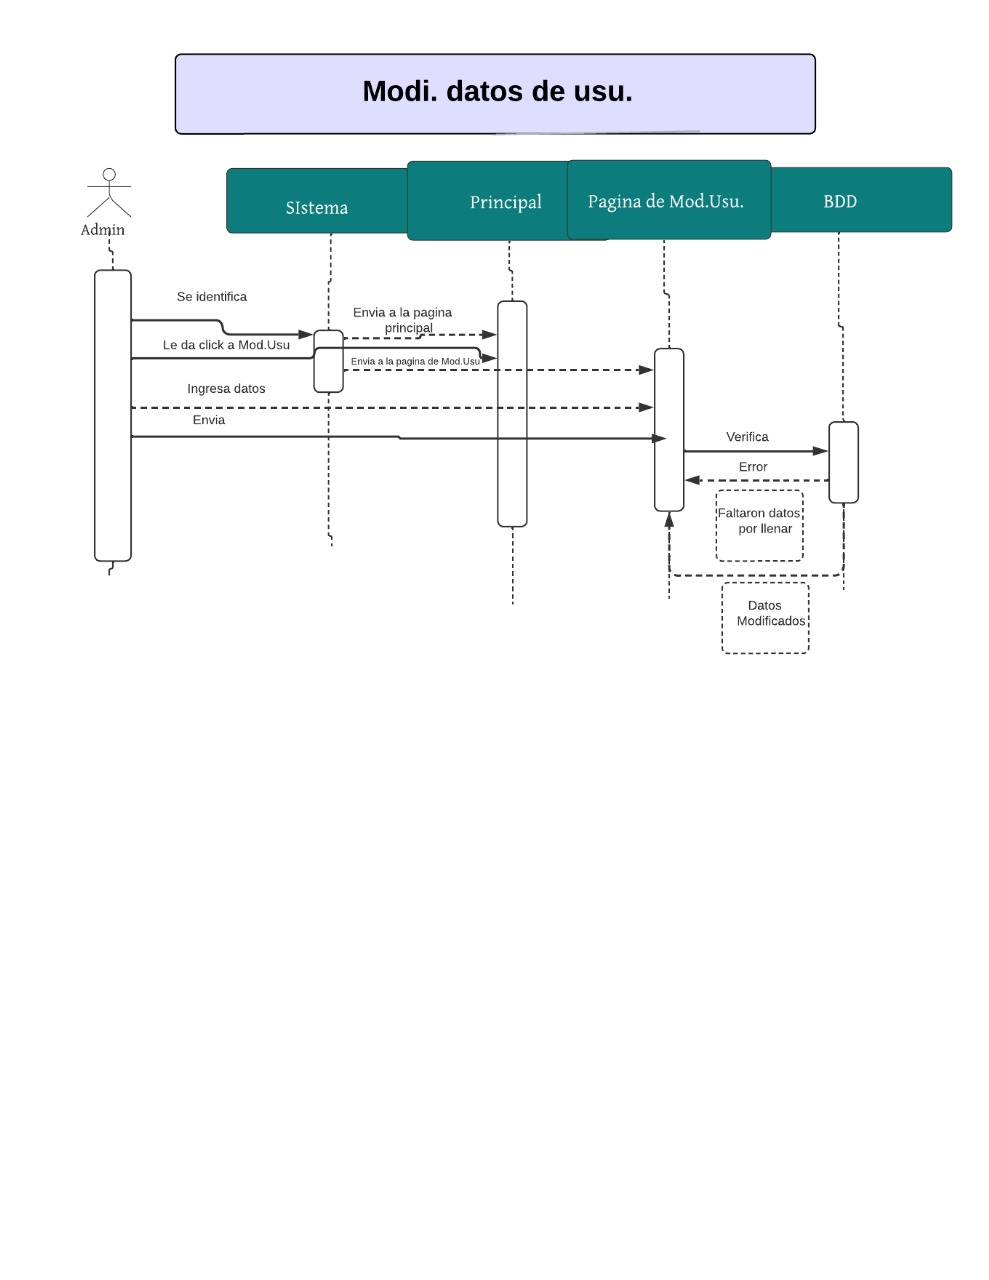 Modi. datos de usu.
Admin
SIstema
Principal
Pagina de Mod.Usu.
BDD
Se identifica
Envia a la pagina
principal
Le da click a Mod.Usu
Envia a la pagina de Mod.Usu
Ingresa datos
Envia
Verifica
Error
Faltaron datos
por llenar
Datos
Modificados